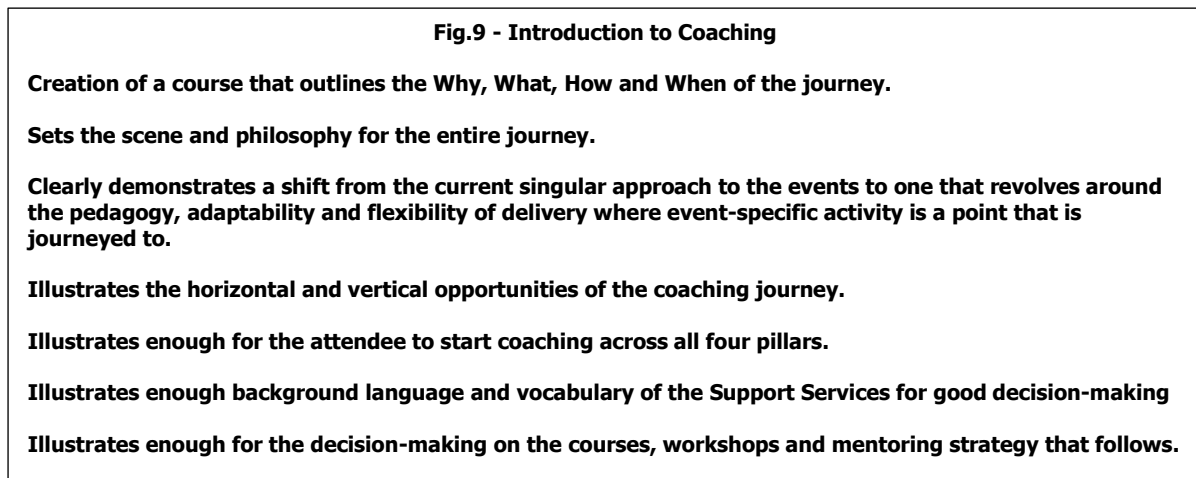 Fig.9 - Introduction to Coaching
Creation of a course that outlines the Why, What, How and When of the journey.
Sets the scene and philosophy for the entire journey.
Clearly demonstrates a shift from the current singular approach to the events to one that revolves around
the pedagogy, adaptability and flexibility of delivery where event-specific activity is a point that is
journeyed to.
Illustrates the horizontal and vertical opportunities of the coaching journey.
Illustrates enough for the attendee to start coaching across all four pillars.
Illustrates enough background language and vocabulary of the Support Services for good decision-making
Illustrates enough for the decision-making on the courses, workshops and mentoring strategy that follows.